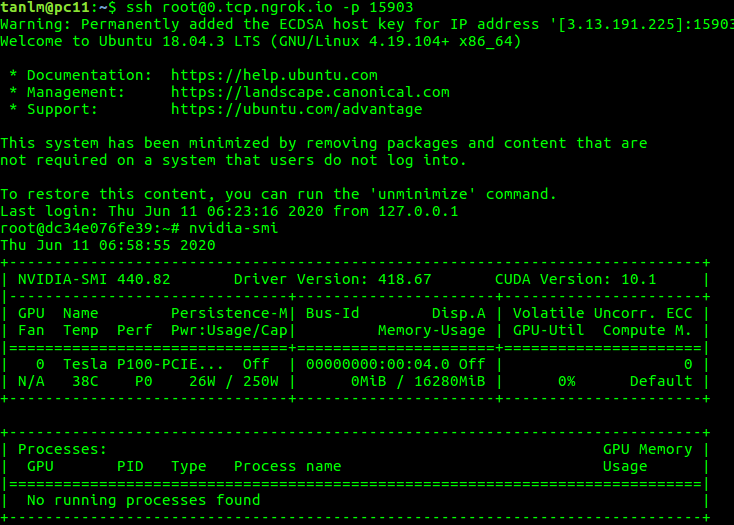 tanlm@pc11:~$ ssh root@0.tcp.ngrok.io -p 15903
Warning: Permanently added the ECDSA host key for IP address '[3.13.191.225]:15903
Welcome to Ubuntu 18.04.3 LTS (GNU/Linux 4.19.104+ x86_64)

 * Documentation:  https://help.ubuntu.com
 * Management:     https://landscape.canonical.com
 * Support:        https://ubuntu.com/advantage

This system has been minimized by removing packages and content that are
not required on a system that users do not log into.

To restore this content, you can run the 'unminimize' command.
Last login: Thu Jun 11 06:23:16 2020 from 127.0.0.1
root@dc34e076fe39:~# nvidia-smi
Thu Jun 11 06:58:55 2020
+-----------------------------------------------------------------------------+
| NVIDIA-SMI 440.82       Driver Version: 418.67       CUDA Version: 10.1     |
|-------------------------------+----------------------+----------------------+
| GPU  Name        Persistence-M| Bus-Id        Disp.A | Volatile Uncorr. ECC |
| Fan  Temp  Perf  Pwr:Usage/Cap|         Memory-Usage | GPU-Util  Compute M. |
|===============================+======================+======================|
|   0  Tesla P100-PCIE...  Off  | 00000000:00:04.0 Off |                    0 |
| N/A   38C    P0    26W / 250W |      0MiB / 16280MiB |      0%      Default |
+-------------------------------+----------------------+----------------------+

+-----------------------------------------------------------------------------+
| Processes:                                                       GPU Memory |
|  GPU       PID   Type   Process name                             Usage      |
|=============================================================================|
|  No running processes found                                                 |
+-----------------------------------------------------------------------------+